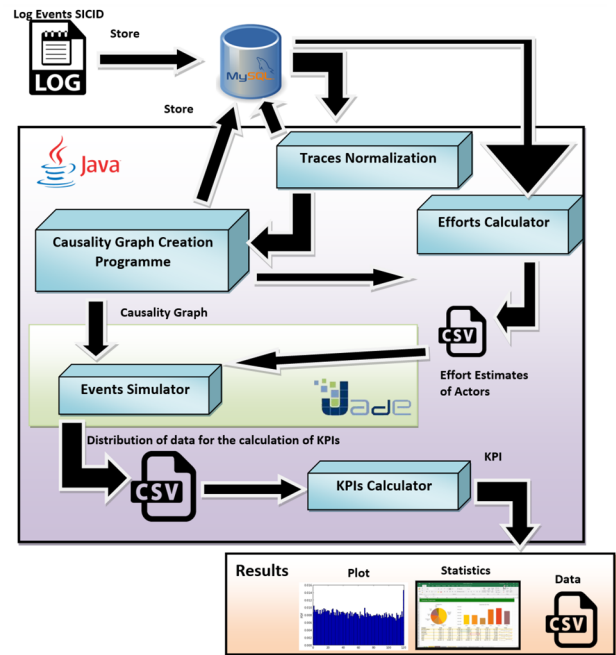 Log Events SICID
Store
LOG
MySQL
Store
Java
Traces Normalization
Causality Graph Creation
Programme
Efforts Calculator
Causality Graph
CSV
Effort Estimates
of Actors
Events Simulator
Jade
Distribution of data for the calculation of KPIs
CSV
KPIs Calculator
KPI
Results
Plot
Statistics
Data
CSV